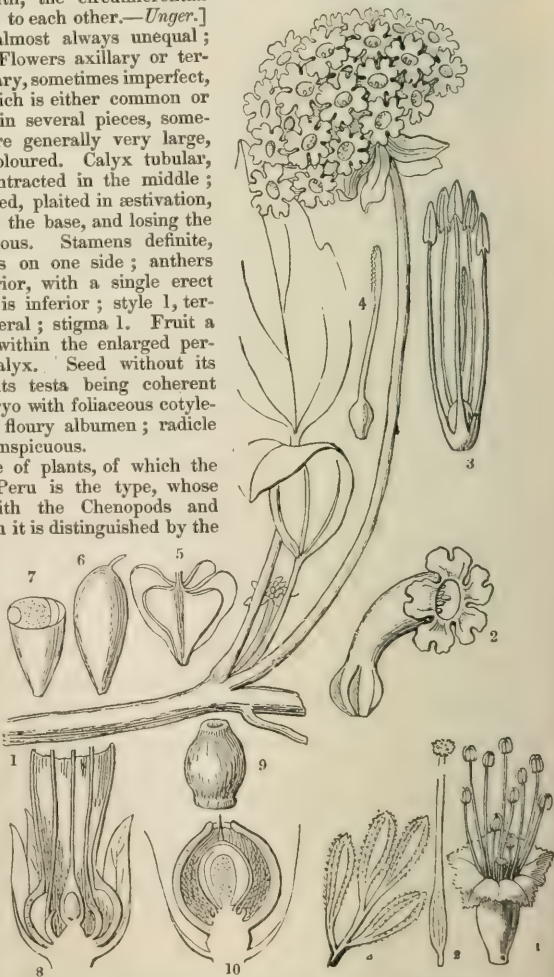 to each other.—Unger.]
almost always unequal ;
Flowers axillary or ter-
ary, sometimes imperfect,
ich is either common or
in several pieces, some-
re generally very large,
oloured. Calyx tubular,
ntracted in the middle ;
ed, plaited in æstivation,
the base, and losing the
ous. Stamens definite,
s on one side ; anthers
rior, with a single erect
is inferior ; style 1, ter-
eral ; stigma 1. Fruit a
within the enlarged per-
alyx. Seed without its
ts testa being coherent
yo with foliaceous cotyle-
floury albumen ; radicle
nspicuous.
e of plants, of which the
Peru is the type, whose
ith the Chenopods and
n it is distinguished by the
4
3
7 6 5
2
1
9
8
10
3 2 1